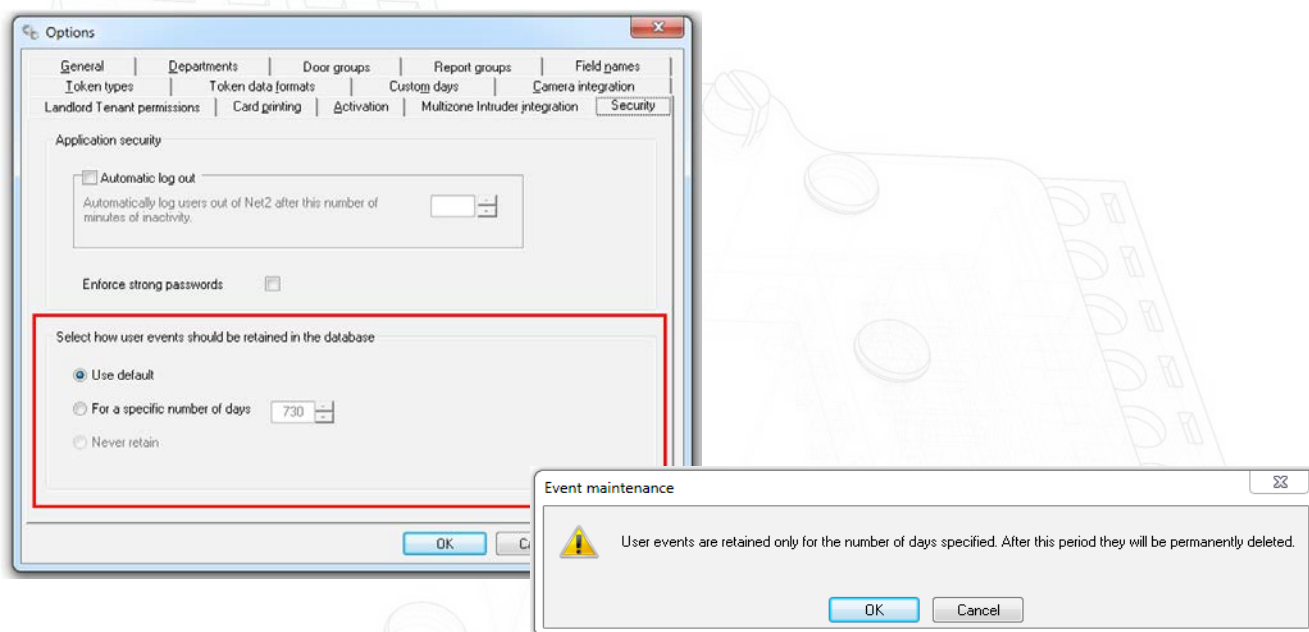 Options
General Departments Door groups Report groups Field names
Token types Token data formats Custom days Camera integration
Landlord Tenant permissions Card printing Activation Multizone Intruder integration Security
Application security
Automatic log out
Automatically log users out of Net2 after this number of
minutes of inactivity.
Enforce strong passwords
Select how user events should be retained in the database
Use default
For a specific number of days 730
Never retain
OK
Event maintenance
User events are retained only for the number of days specified. After this period they will be permanently deleted.
OK Cancel